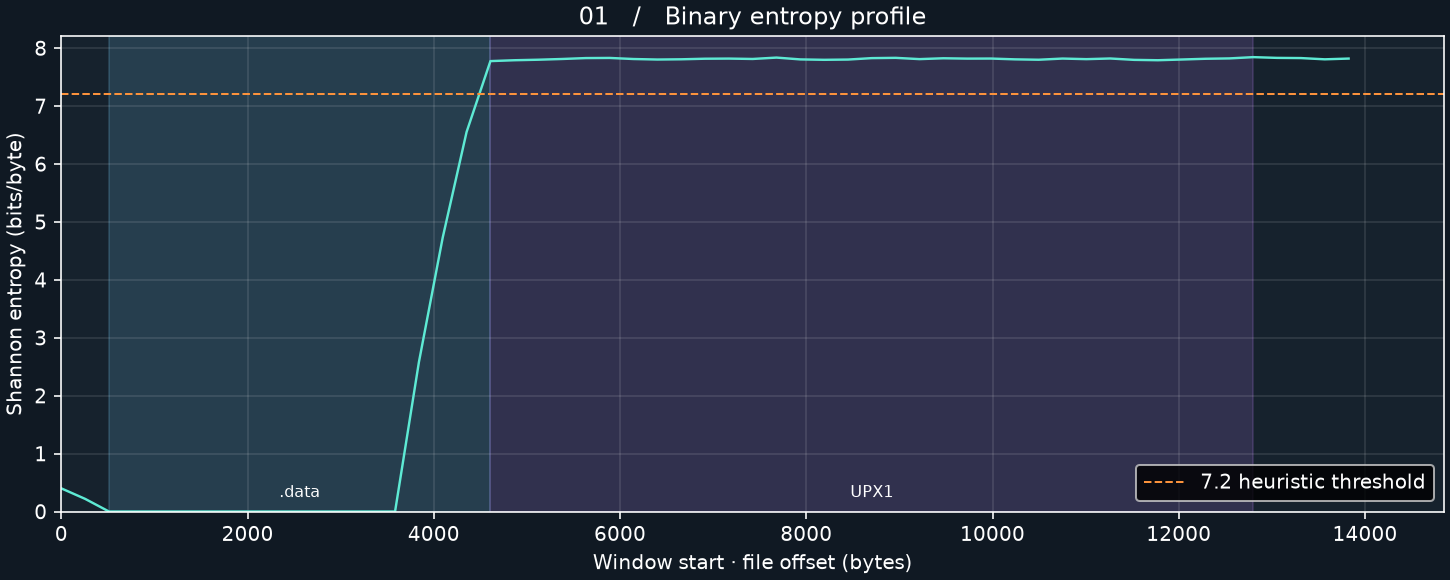 01 / Binary entropy profile
Shannon entropy (bits/byte)
8
7
6
5
4
3
2
1
0
.data
UPX1
7.2 heuristic threshold
0 2000 4000 6000 8000 10000 12000 14000
Window start · file offset (bytes)